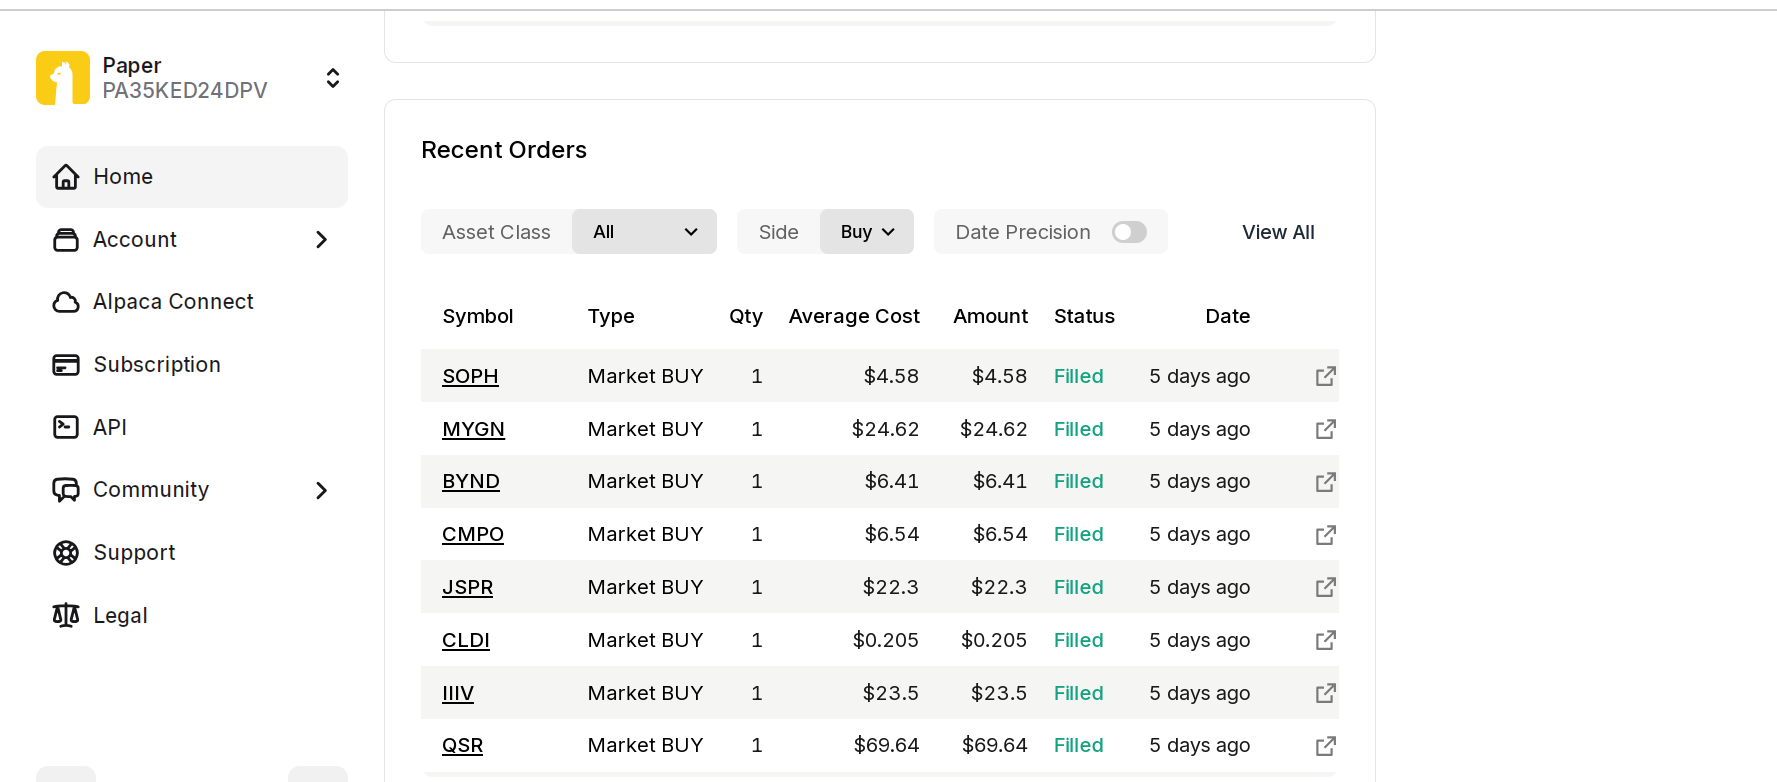 Paper
PA35KED24DPV
Home
Account
Alpaca Connect
Subscription
API
Community
Support
Legal
Recent Orders
Asset Class All Side Buy Date Precision View All
Symbol Type Qty Average Cost Amount Status Date
SOPH Market BUY 1 $4.58 $4.58 Filled 5 days ago
MYGN Market BUY 1 $24.62 $24.62 Filled 5 days ago
BYND Market BUY 1 $6.41 $6.41 Filled 5 days ago
CMPO Market BUY 1 $6.54 $6.54 Filled 5 days ago
JSPR Market BUY 1 $22.3 $22.3 Filled 5 days ago
CLDI Market BUY 1 $0.205 $0.205 Filled 5 days ago
IIIV Market BUY 1 $23.5 $23.5 Filled 5 days ago
QSR Market BUY 1 $69.64 $69.64 Filled 5 days ago